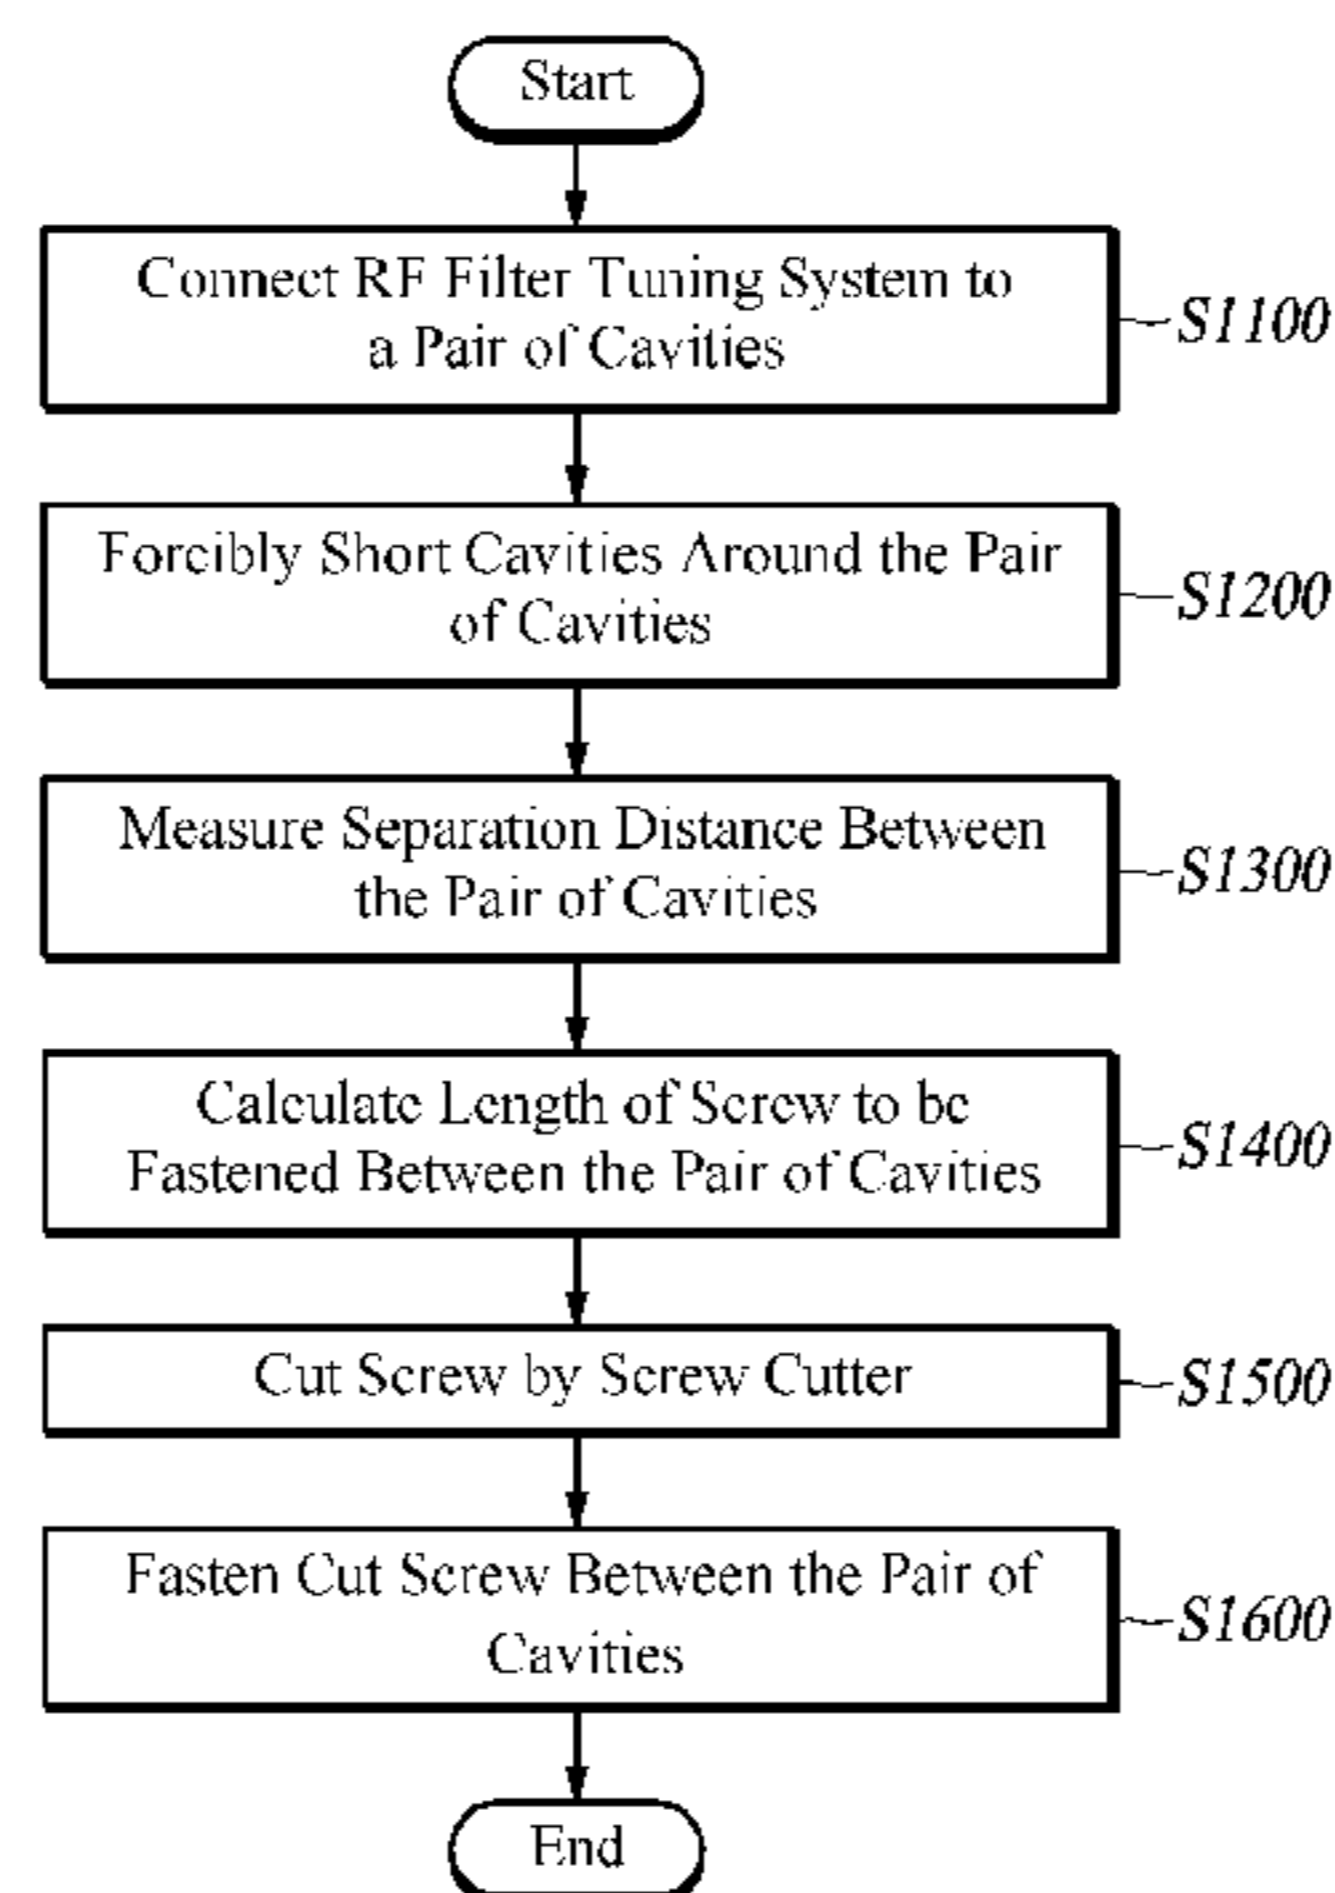 Start
Connect RF Filter Tuning System to
a Pair of Cavities
S1100
Forcibly Short Cavities Around the Pair
of Cavities
S1200
Measure Separation Distance Between
the Pair of Cavities
S1300
Calculate Length of Screw to be
Fastened Between the Pair of Cavities
S1400
Cut Screw by Screw Cutter
S1500
Fasten Cut Screw Between the Pair of
Cavities
S1600
End